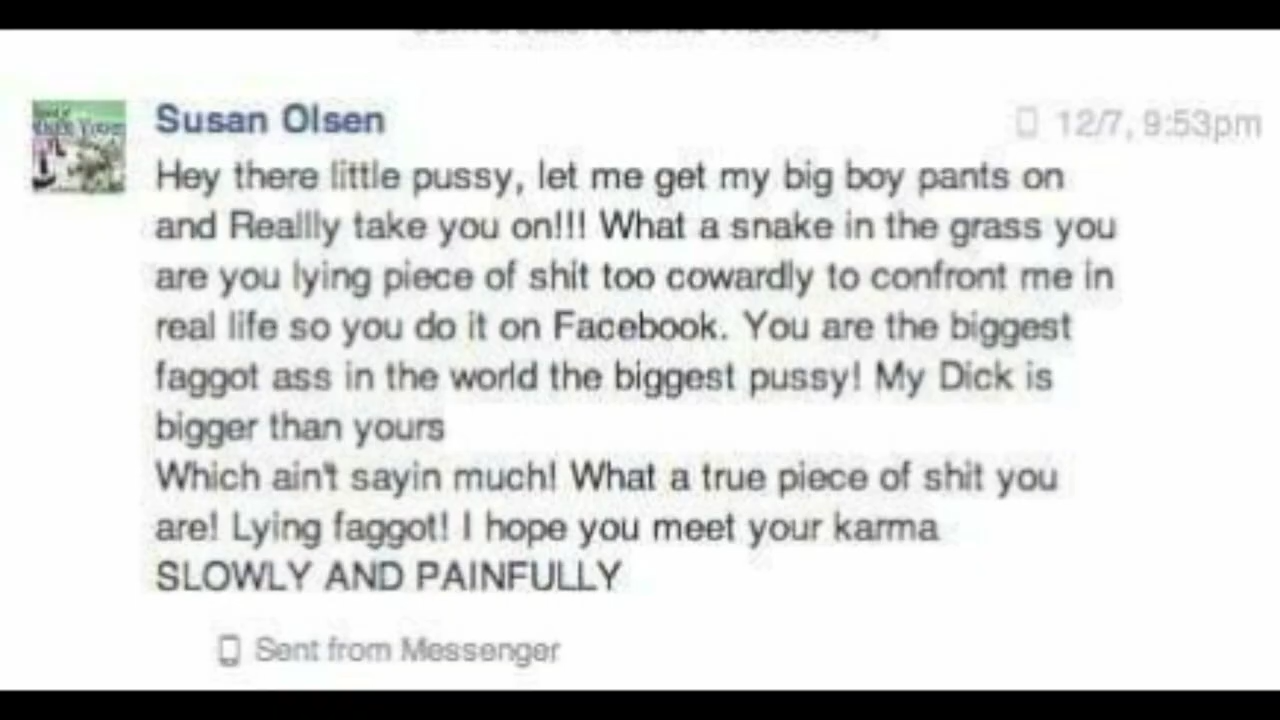 Susan Olsen
12/7, 9:53pm
Hey there little pussy, let me get my big boy pants on
and Reallly take you on!!! What a snake in the grass you
are you lying piece of shit too cowardly to confront me in
real life so you do it on Facebook. You are the biggest
faggot ass in the world the biggest pussy! My Dick is
bigger than yours
Which ain't sayin much! What a true piece of shit you
are! Lying faggot! I hope you meet your karma
SLOWLY AND PAINFULLY
Sent from Messenger